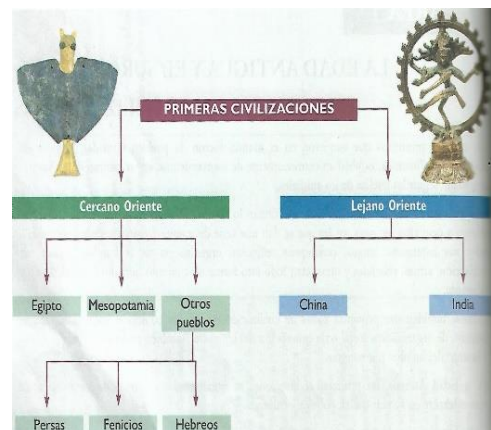 PRIMERAS CIVILIZACIONES
Cercano Oriente
Lejano Oriente
Egipto
Mesopotamia
Otros
pueblos
China
India
Persas
Fenicios
Hebreos